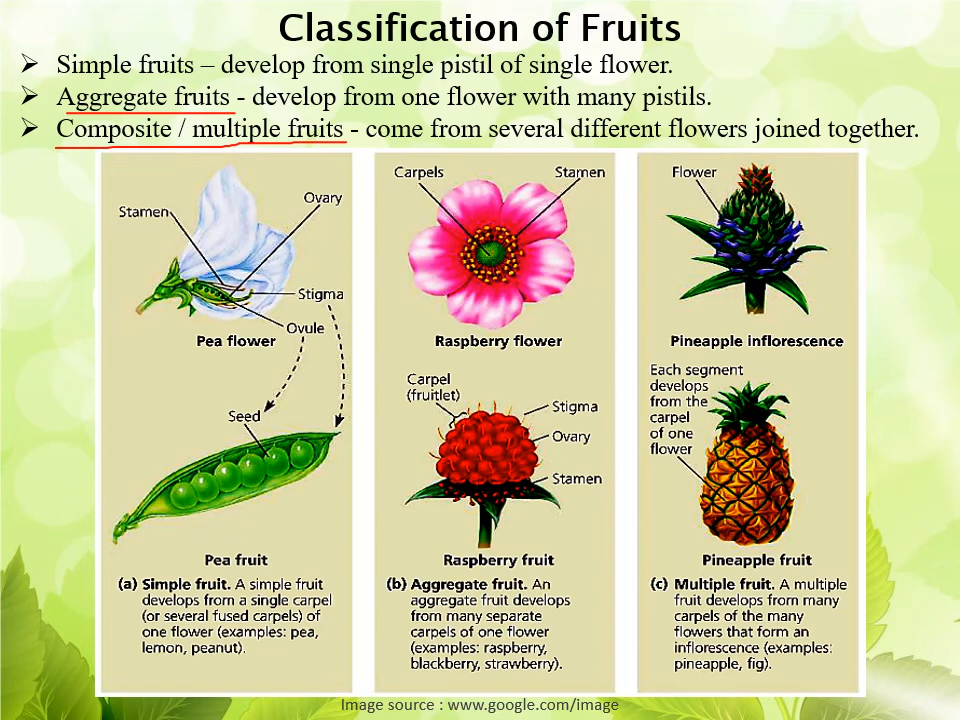 Classification of Fruits
➢ Simple fruits – develop from single pistil of single flower.
➢ Aggregate fruits - develop from one flower with many pistils.
➢ Composite / multiple fruits - come from several different flowers joined together.
Stamen
Ovary
Stigma
Ovule
Pea flower
Seed
Pea fruit
(a) Simple fruit. A simple fruit
develops from a single carpel
(or several fused carpels) of
one flower (examples: pea,
lemon, peanut).
Carpels
Stamen
Raspberry flower
Carpel
(fruitlet)
Stigma
Ovary
Stamen
Raspberry fruit
(b) Aggregate fruit. An
aggregate fruit develops
from many separate
carpels of one flower
(examples: raspberry,
blackberry, strawberry).
Flower
Pineapple inflorescence
Each segment
develops
from the
carpel
of one
flower
Pineapple fruit
(c) Multiple fruit. A multiple
fruit develops from many
carpels of the many
flowers that form an
inflorescence (examples:
pineapple, fig).
Image source : www.google.com/image